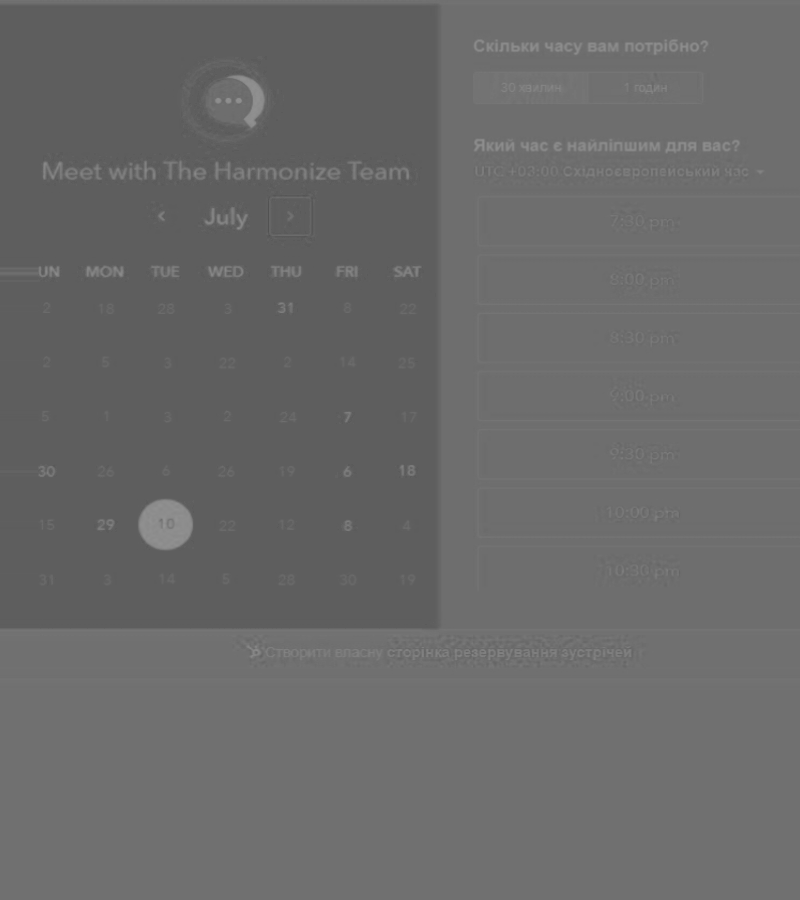 Meet with The Harmonize Team
July
UN MON TUE WED THU FRI SAT
2 18 28 3 31 8 22
2 5 3 22 2 14 25
5 1 3 2 24 7 17
30 26 6 26 19 6 18
15 29 10 22 12 8 4
31 3 14 5 28 30 19
Скільки часу вам потрібно?
30 хвилин 1 годин
Який час є найліпшим для вас?
UTC +03:00 Східноєвропейський час
7:30 pm
8:00 pm
8:30 pm
9:00 pm
9:30 pm
10:00 pm
10:30 pm
Створити власну сторінка резервування зустрічей